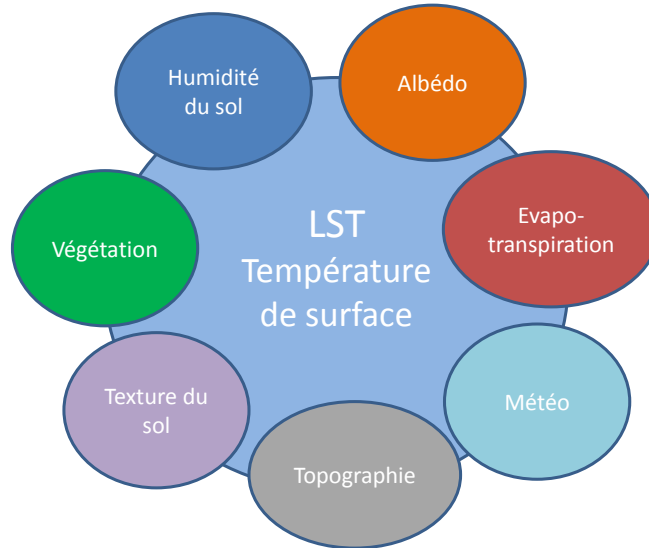 Humidité
du sol
Albédo
Evapo-
transpiration
Météo
Topographie
Texture du
sol
Végétation
LST
Température
de surface